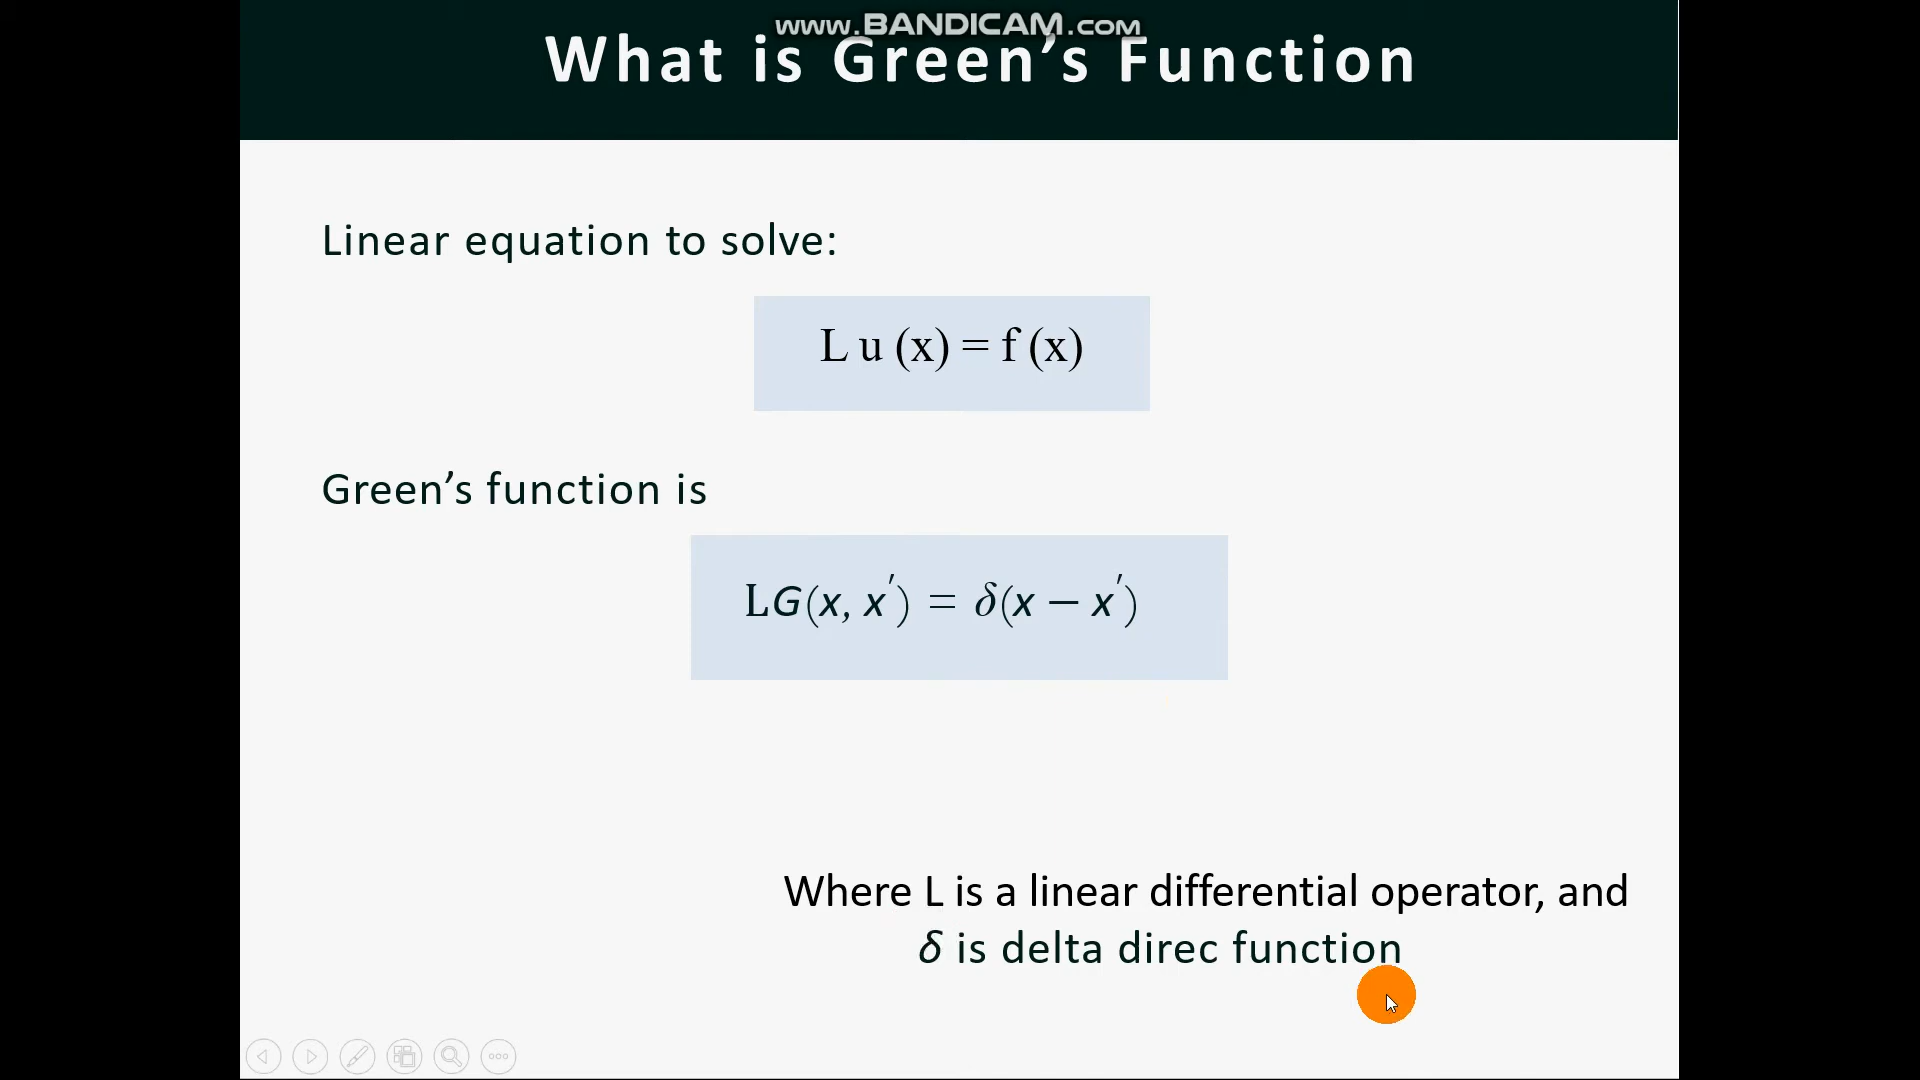 www.BANDICAM.com
What is Green’s Function
Linear equation to solve:
L u (x) = f (x)
Green’s function is
LG(x, x′) = δ(x − x′)
Where L is a linear differential operator, and
δ is delta direc function